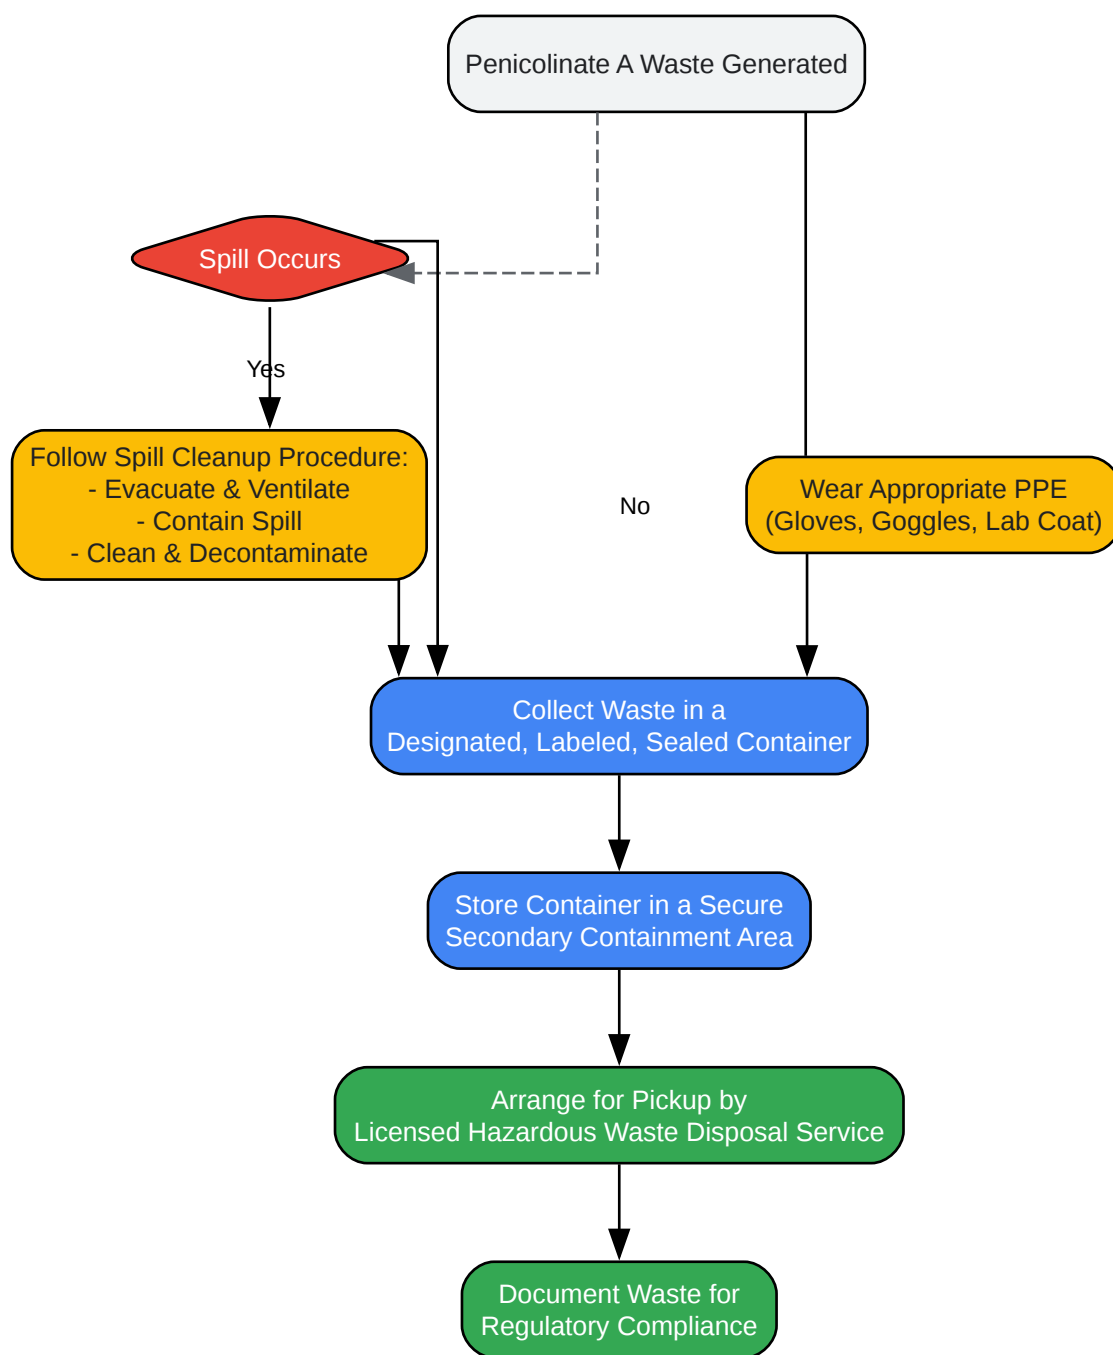 Penicolinate A Waste Generated
Spill Occurs
Yes
Follow Spill Cleanup Procedure:
- Evacuate & Ventilate
- Contain Spill
- Clean & Decontaminate
No
Wear Appropriate PPE
(Gloves, Goggles, Lab Coat)
Collect Waste in a
Designated, Labeled, Sealed Container
Store Container in a Secure
Secondary Containment Area
Arrange for Pickup by
Licensed Hazardous Waste Disposal Service
Document Waste for
Regulatory Compliance